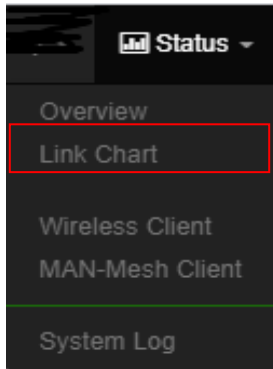 Status
Overview
Link Chart
Wireless Client
MAN-Mesh Client
System Log